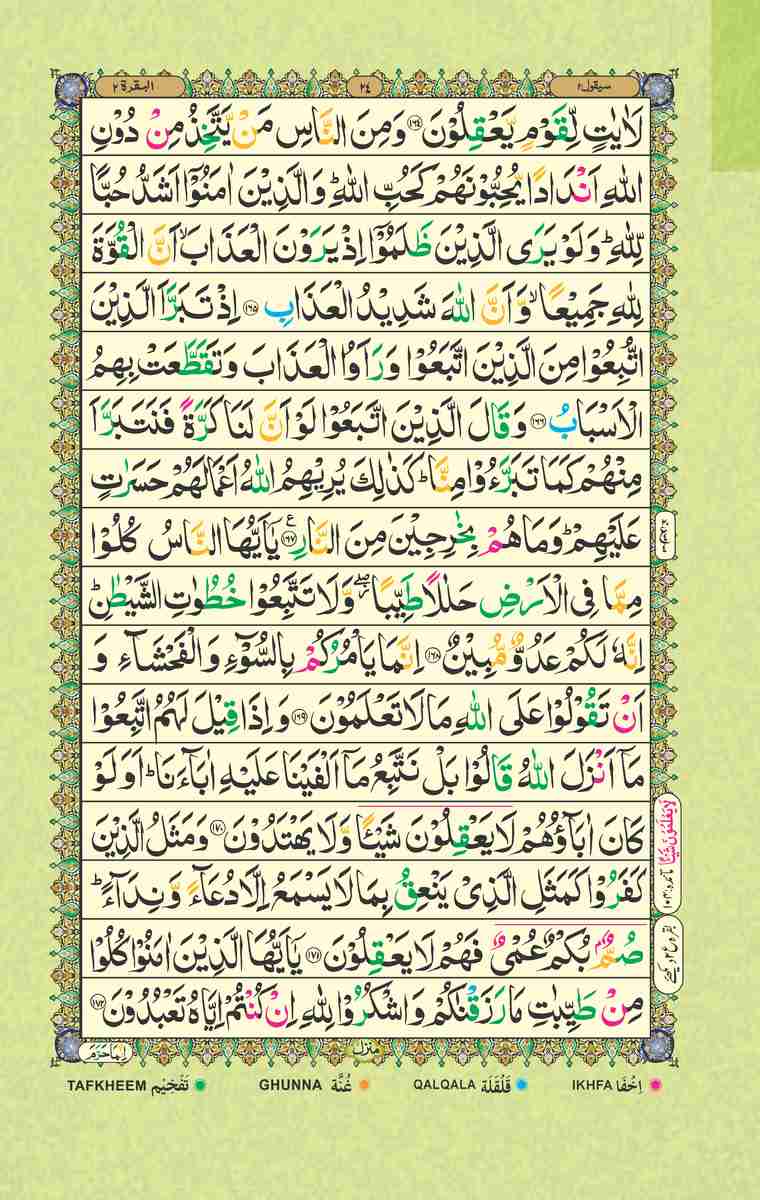 سيقول ٢
٢٤
البقرة ٢
لَاٰيٰتٍ لِّقَوْمٍ يَّعْقِلُوْنَ ﴿١٦٤﴾ وَمِنَ النَّاسِ مَنْ يَّتَّخِذُ مِنْ دُوْنِ
اللّٰهِ اَنْدَادًا يُّحِبُّوْنَهُمْ كَحُبِّ اللّٰهِ ؕ وَالَّذِيْنَ اٰمَنُوْۤا اَشَدُّ حُبًّا
لِّلّٰهِ ؕ وَلَوْ يَرَى الَّذِيْنَ ظَلَمُوْۤا اِذْ يَرَوْنَ الْعَذَابَ ۙ اَنَّ الْقُوَّةَ
لِلّٰهِ جَمِيْعًا ۙ وَّاَنَّ اللّٰهَ شَدِيْدُ الْعَذَابِ ﴿١٦٥﴾ اِذْ تَبَرَّاَ الَّذِيْنَ
اتُّبِعُوْا مِنَ الَّذِيْنَ اتَّبَعُوْا وَرَاَوُا الْعَذَابَ وَتَقَطَّعَتْ بِهِمُ
الْاَسْبَابُ ﴿١٦٦﴾ وَقَالَ الَّذِيْنَ اتَّبَعُوْا لَوْ اَنَّ لَنَا كَرَّةً فَنَتَبَرَّاَ
مِنْهُمْ كَمَا تَبَرَّءُوْا مِنَّا ؕ كَذٰلِكَ يُرِيْهِمُ اللّٰهُ اَعْمَالَهُمْ حَسَرٰتٍ
عَلَيْهِمْ ؕ وَمَا هُمْ بِخٰرِجِيْنَ مِنَ النَّارِ ﴿١٦٧﴾ ع يٰۤاَيُّهَا النَّاسُ كُلُوْا
مِمَّا فِى الْاَرْضِ حَلٰلًا طَيِّبًا ۖ وَّلَا تَتَّبِعُوْا خُطُوٰتِ الشَّيْطٰنِ ؕ
اِنَّهٗ لَكُمْ عَدُوٌّ مُّبِيْنٌ ﴿١٦٨﴾ اِنَّمَا يَاْمُرُكُمْ بِالسُّوْٓءِ وَالْفَحْشَآءِ وَ
اَنْ تَقُوْلُوْا عَلَى اللّٰهِ مَا لَا تَعْلَمُوْنَ ﴿١٦٩﴾ وَاِذَا قِيْلَ لَهُمُ اتَّبِعُوْا
مَاۤ اَنْزَلَ اللّٰهُ قَالُوْا بَلْ نَتَّبِعُ مَاۤ اَلْفَيْنَا عَلَيْهِ اٰبَآءَنَا ؕ اَوَلَوْ
كَانَ اٰبَآؤُهُمْ لَا يَعْقِلُوْنَ شَيْـًٔا وَّلَا يَهْتَدُوْنَ ﴿١٧٠﴾ وَمَثَلُ الَّذِيْنَ
كَفَرُوْا كَمَثَلِ الَّذِىْ يَنْعِقُ بِمَا لَا يَسْمَعُ اِلَّا دُعَآءً وَّنِدَآءً ؕ
صُمٌّۢ بُكْمٌ عُمْىٌ فَهُمْ لَا يَعْقِلُوْنَ ﴿١٧١﴾ يٰۤاَيُّهَا الَّذِيْنَ اٰمَنُوْا كُلُوْا
مِنْ طَيِّبٰتِ مَا رَزَقْنٰكُمْ وَاشْكُرُوْا لِلّٰهِ اِنْ كُنْتُمْ اِيَّاهُ تَعْبُدُوْنَ ﴿١٧٢﴾
لَا يَعْلَمُوْنَ شَيْـًٔا مائده: ١٠٣
منزل
اِنَّمَا حَرَّمَ
IKHFA اِخْفَا
QALQALA قَلْقَلَة
GHUNNA غُنَّة
TAFKHEEM تَفْخِيْم